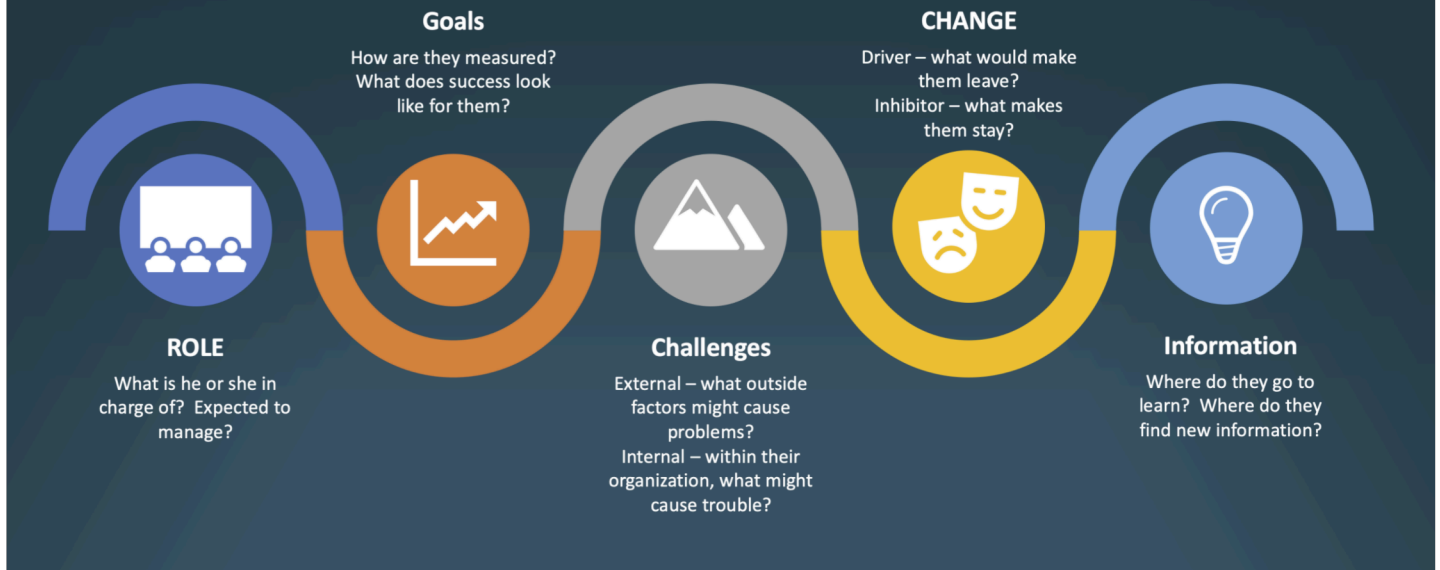 ROLE
What is he or she in
charge of?  Expected to
manage?
Goals
How are they measured?
What does success look
like for them?
Challenges
External – what outside
factors might cause
problems?
Internal – within their
organization, what might
cause trouble?
CHANGE
Driver – what would make
them leave?
Inhibitor – what makes
them stay?
Information
Where do they go to
learn?  Where do they
find new information?